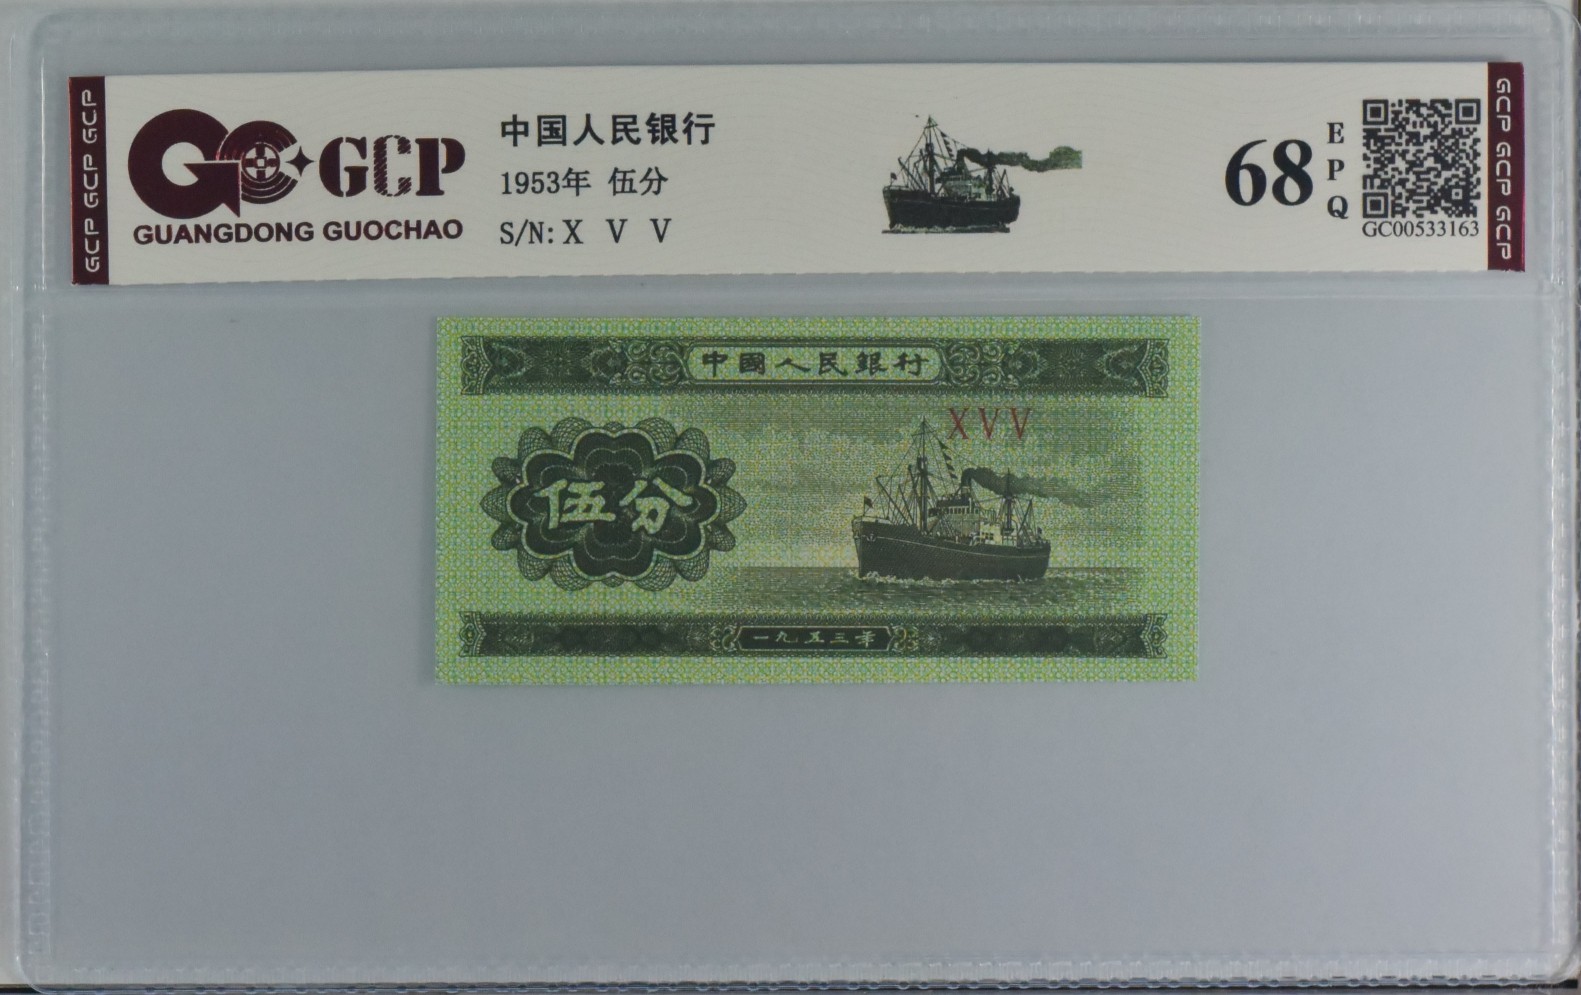 GCP GCP GCP
GCP
GUANGDONG GUOCHAO
中国人民银行
1953年 伍分
S/N: X V V
68
EPQ
GC00533163
GCP GCP GCP
中國人民銀行
XVV
伍分
一九五三年